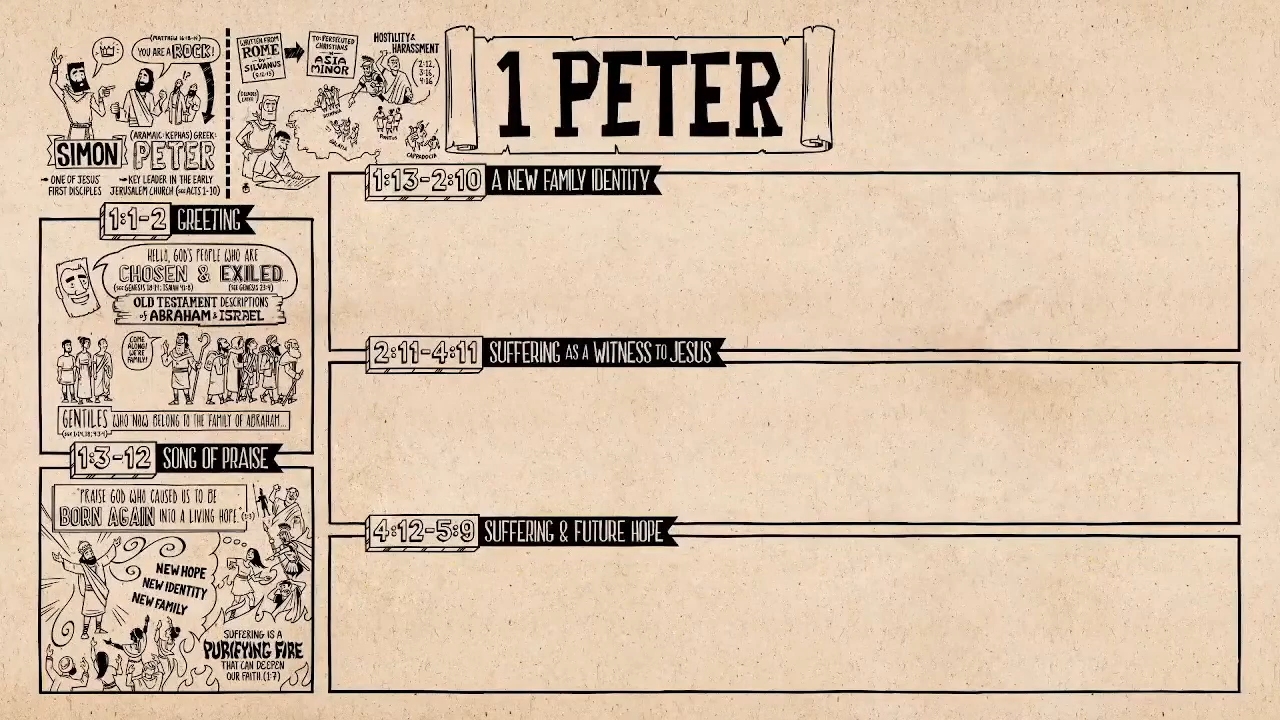 (MATTHEW 16:18-19)
YOU ARE A ROCK!
SIMON
(ARAMAIC: KEPHAS) GREEK:
PETER
→ ONE OF JESUS'
FIRST DISCIPLES
→ KEY LEADER IN THE EARLY
JERUSALEM CHURCH (SEE ACTS 1-10)
WRITTEN FROM
ROME
BY
SILVANUS
(5:12-13)
TO: PERSECUTED
CHRISTIANS
IN
ASIA
MINOR
HOSTILITY &
HARASSMENT
2:12,
3:16,
4:16
GALATIA
PONTUS
CAPPADOCIA
1 PETER
1:1-2 GREETING
HELLO, GOD'S PEOPLE WHO ARE
CHOSEN & EXILED...
OLD TESTAMENT DESCRIPTIONS
of ABRAHAM & ISRAEL
COME
ALONG!
WE'RE
FAMILY!
GENTILES WHO NOW BELONG TO THE FAMILY OF ABRAHAM...
1:3-12 SONG OF PRAISE
"PRAISE GOD WHO CAUSED US TO BE
BORN AGAIN INTO A LIVING HOPE." (1:3)
NEW HOPE
NEW IDENTITY
NEW FAMILY
SUFFERING IS A
PURIFYING FIRE
THAT CAN DEEPEN
OUR FAITH. (1:7)
1:13-2:10 A NEW FAMILY IDENTITY
2:11-4:11 SUFFERING AS A WITNESS TO JESUS
4:12-5:9 SUFFERING & FUTURE HOPE